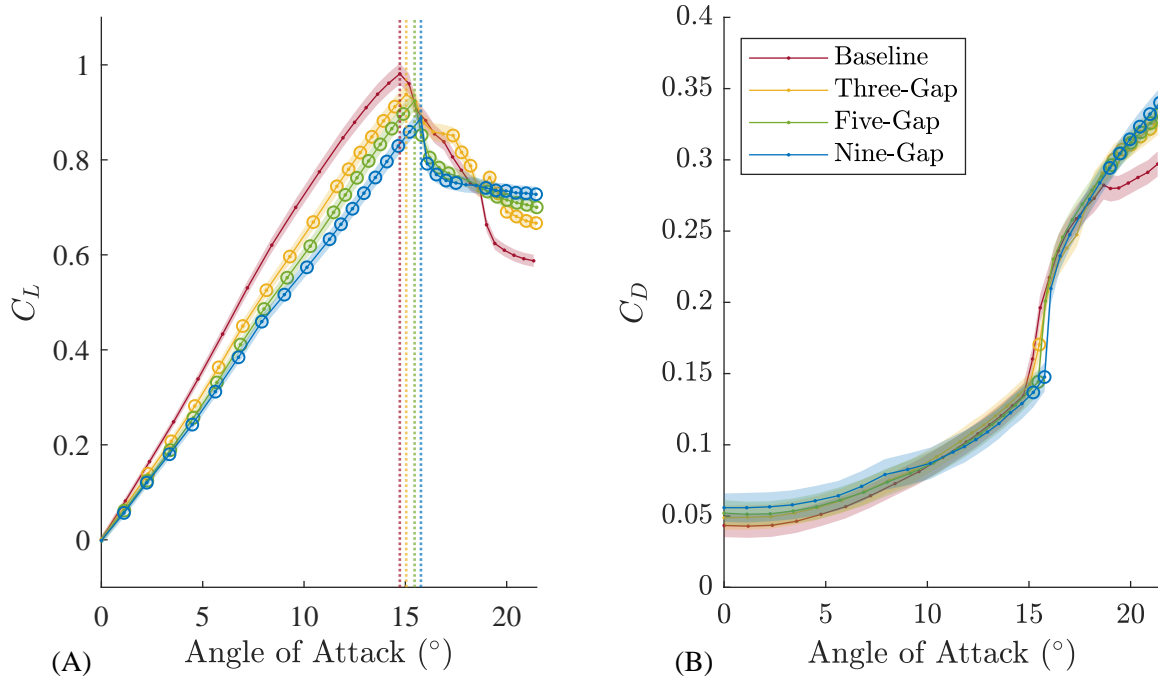 1
0.8
0.6
0.4
0.2
0
C_L
0 5 10 15 20
Angle of Attack (°)
(A)
0.4
0.35
0.3
0.25
0.2
0.15
0.1
0.05
0
C_D
Baseline
Three-Gap
Five-Gap
Nine-Gap
0 5 10 15 20
Angle of Attack (°)
(B)